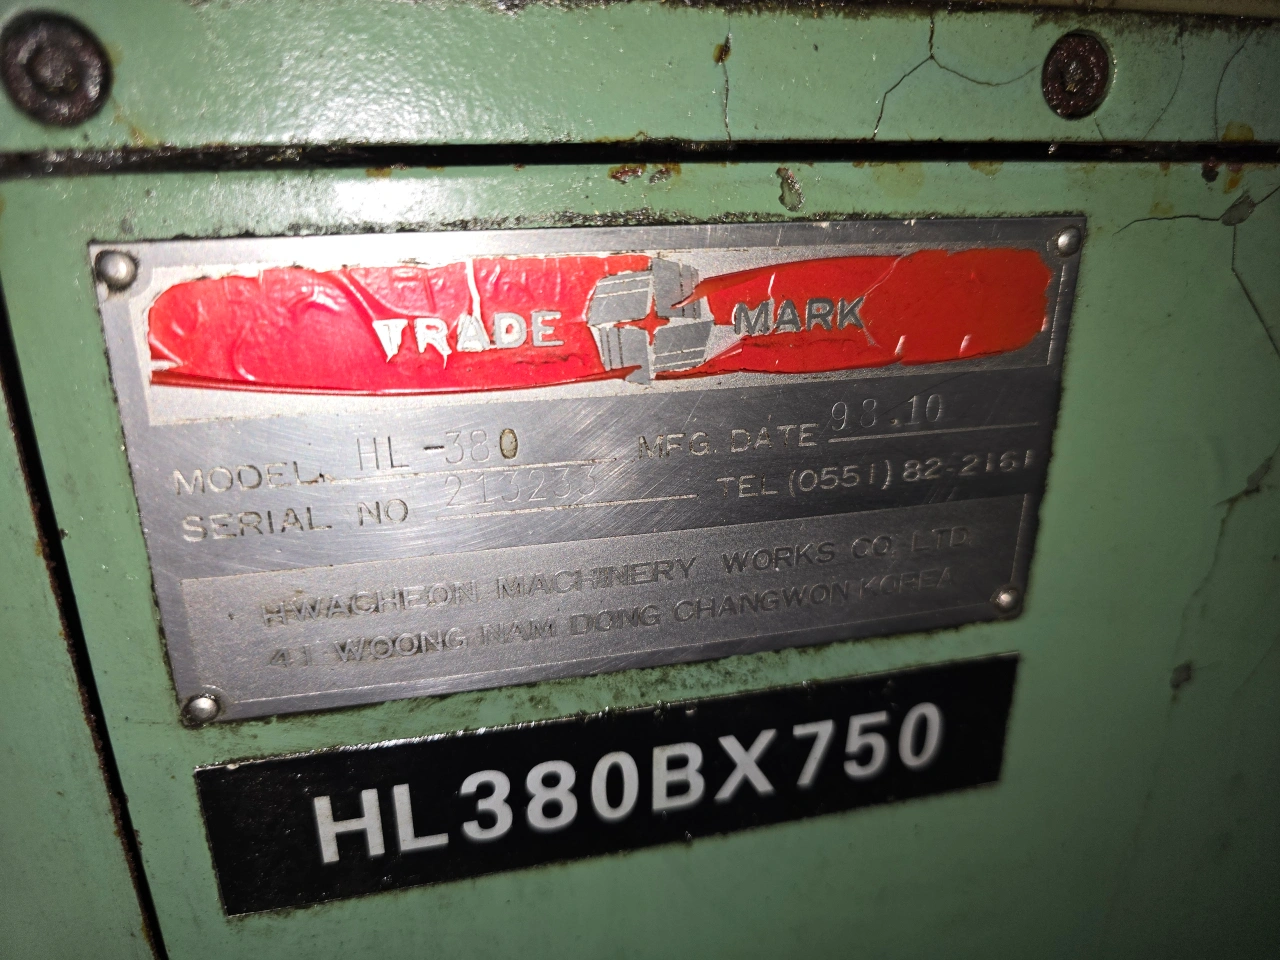 TRADE MARK
MODEL. HL-380 MFG. DATE 98.10
SERIAL NO 213233 TEL (0551) 82-2161
HWACHEON MACHINERY WORKS CO. LTD.
41 WOONG NAM DONG CHANGWON KOREA
HL380BX750